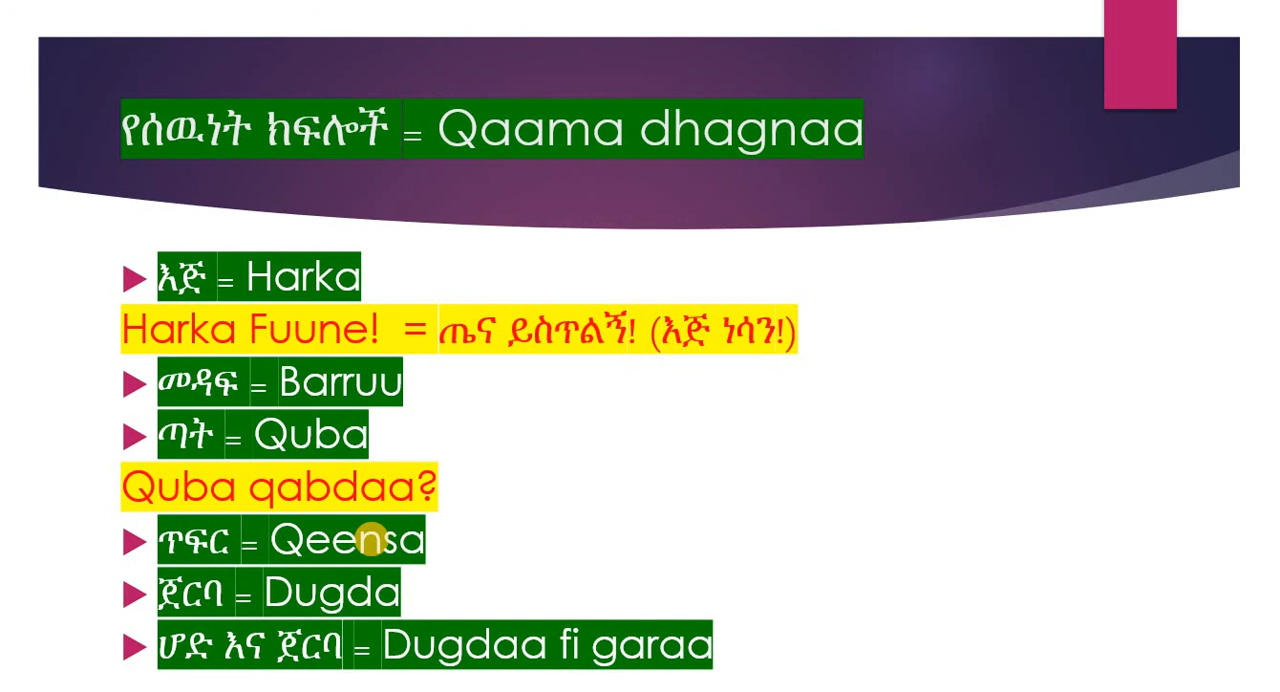 የሰዉነት ክፍሎች = Qaama dhagnaa
እጅ = Harka
Harka Fuune! = ጤና ይስጥልኝ! (እጅ ነሳን!)
መዳፍ = Barruu
ጣት = Quba
Quba qabdaa?
ጥፍር = Qeensa
ጀርባ = Dugda
ሆድ እና ጀርባ = Dugdaa fi garaa